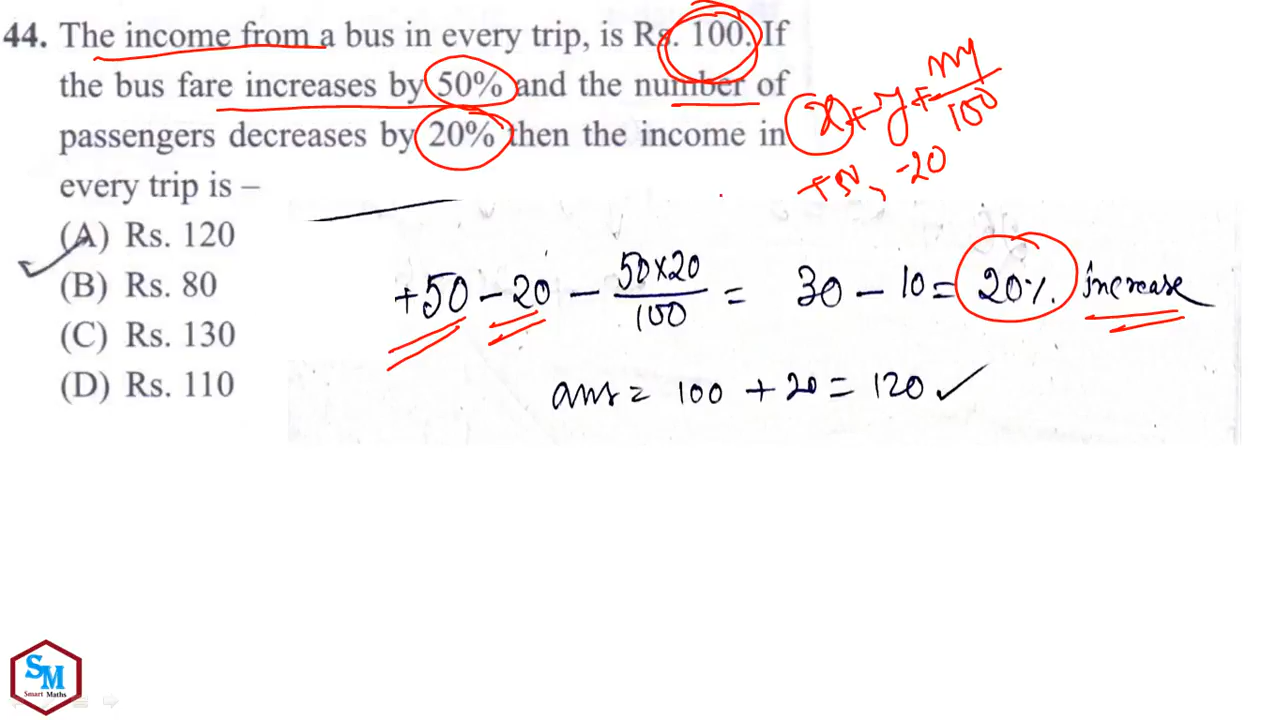 44. The income from a bus in every trip, is Rs. 100. If
the bus fare increases by 50% and the number of
passengers decreases by 20% then the income in
every trip is –
(A) Rs. 120
(B) Rs. 80
(C) Rs. 130
(D) Rs. 110
x + y + xy/100
+50, -20
+50 - 20 - 50×20/100 = 30 - 10 = 20% increase
ans = 100 + 20 = 120 ✓
SM
Smart Maths